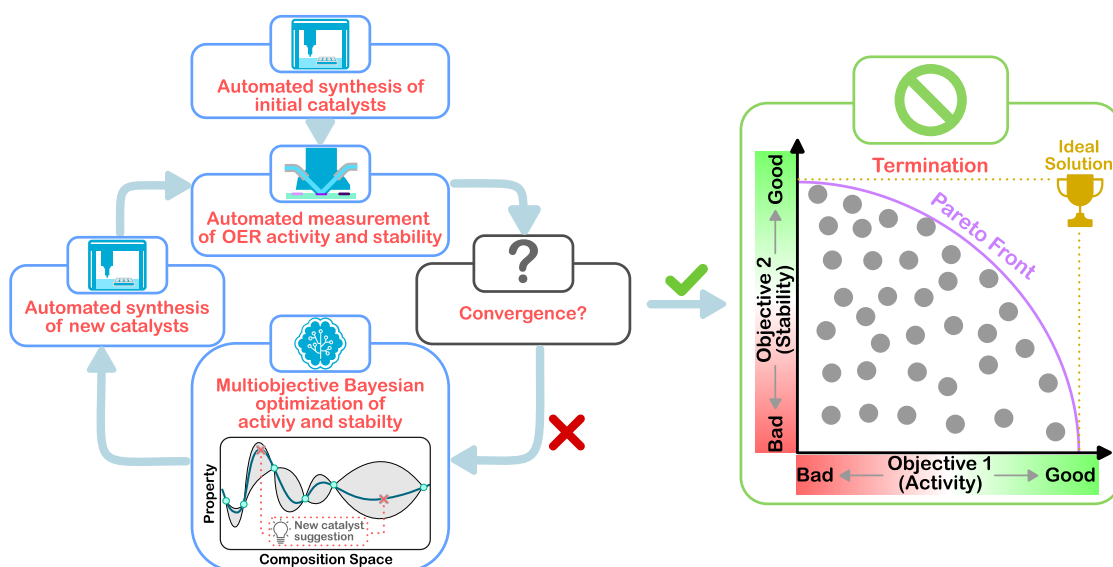 Automated synthesis of
initial catalysts
Automated measurement
of OER activity and stability
Automated synthesis
of new catalysts
?
Convergence?
Multiobjective Bayesian
optimization of
activiy and stabilty
Property
New catalyst
suggestion
Composition Space
Termination
Ideal
Solution
Pareto Front
Good
Objective 2
(Stability)
Bad
Bad
Objective 1
(Activity)
Good